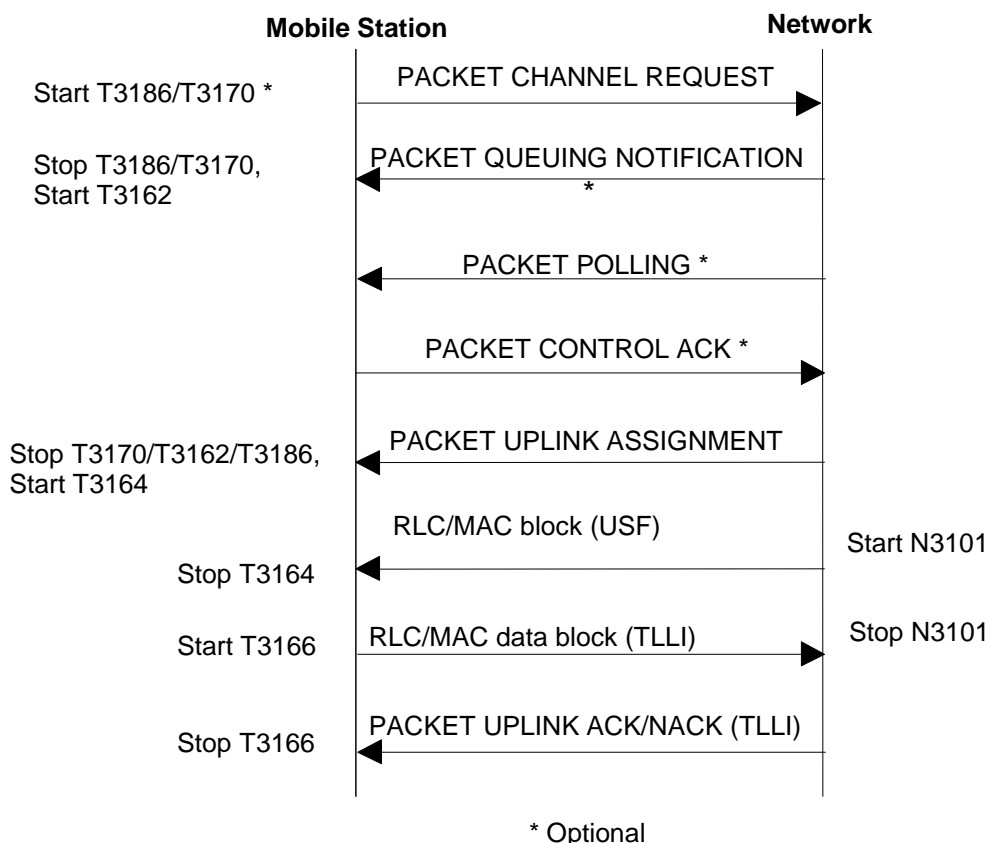 Mobile Station
Network
PACKET CHANNEL REQUEST
Start T3186/T3170 *
PACKET QUEUING NOTIFICATION
*
Stop T3186/T3170,
Start T3162
PACKET POLLING *
PACKET CONTROL ACK *
PACKET UPLINK ASSIGNMENT
Stop T3170/T3162/T3186,
Start T3164
RLC/MAC block (USF)
Start N3101
Stop T3164
RLC/MAC data block (TLLI)
Stop N3101
Start T3166
PACKET UPLINK ACK/NACK (TLLI)
Stop T3166
* Optional